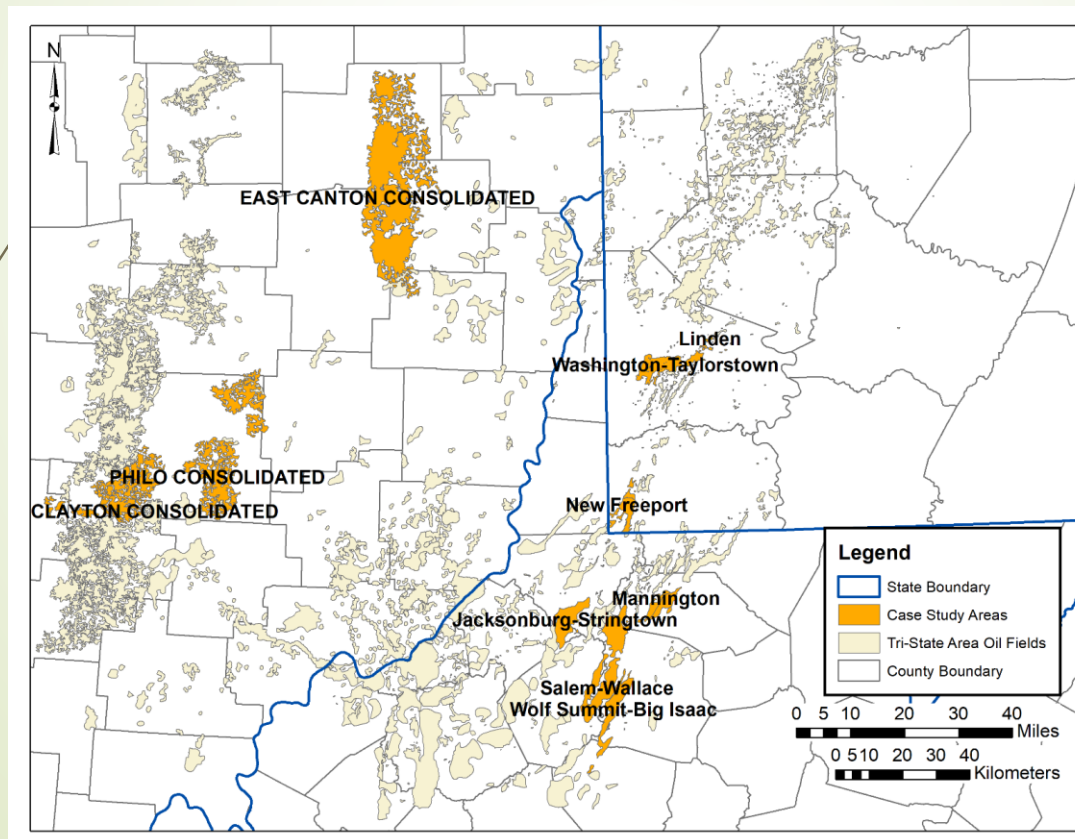 N
EAST CANTON CONSOLIDATED
Linden
Washington-Taylorstown
PHILO CONSOLIDATED
CLAYTON CONSOLIDATED
New Freeport
Mannington
Jacksonburg-Stringtown
Salem-Wallace
Wolf Summit-Big Isaac
Legend
State Boundary
Case Study Areas
Tri-State Area Oil Fields
County Boundary
0 5 10 20 30 40
Miles
0 5 10 20 30 40
Kilometers